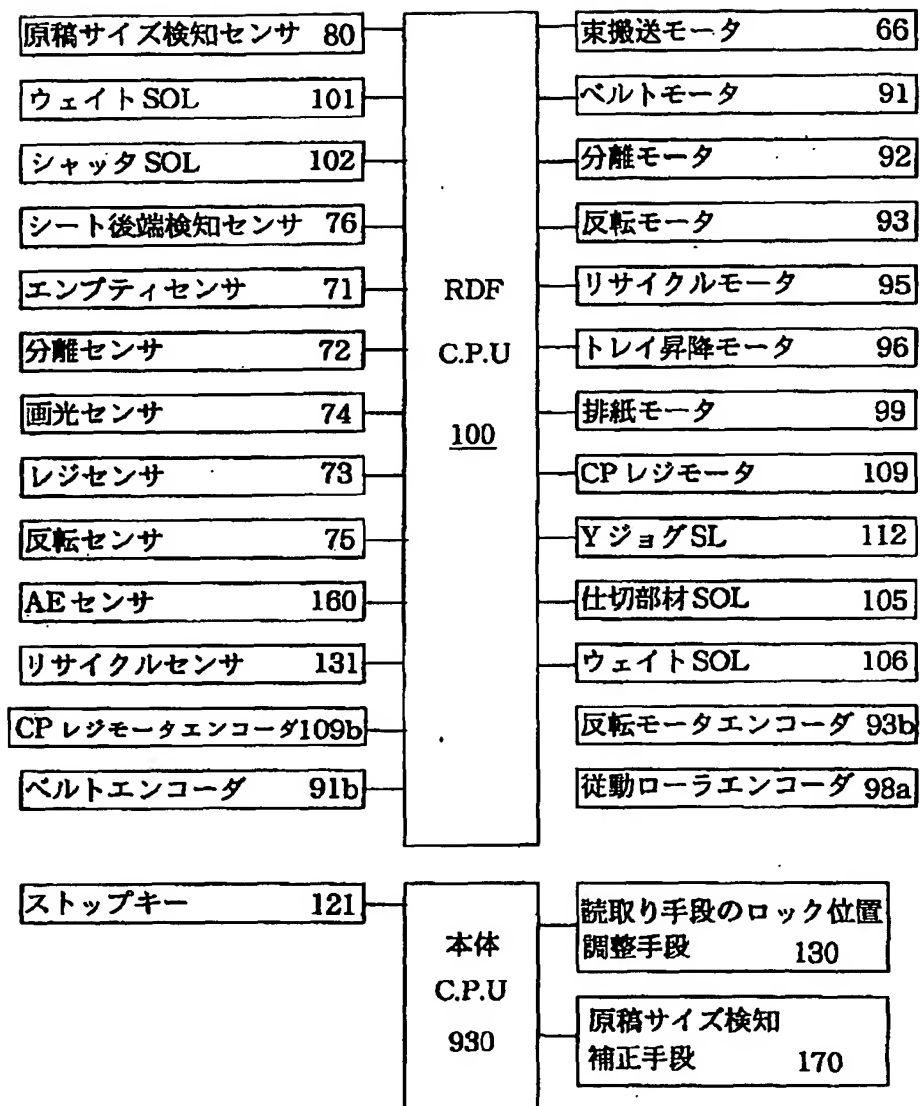 原稿サイズ検知センサ 80
ウェイトSOL 101
シャッタSOL 102
シート後端検知センサ 76
エンプティセンサ 71
分離センサ 72
画光センサ 74
レジセンサ 73
反転センサ 75
AEセンサ 160
リサイクルセンサ 131
CPレジモータエンコーダ109b
ベルトエンコーダ 91b
RDF
C.P.U
100
束搬送モータ 66
ベルトモータ 91
分離モータ 92
反転モータ 93
リサイクルモータ 95
トレイ昇降モータ 96
排紙モータ 99
CPレジモータ 109
YジョグSL 112
仕切部材SOL 105
ウェイトSOL 106
反転モータエンコーダ 93b
従動ローラエンコーダ 98a
ストップキー 121
本体
C.P.U
930
読取り手段のロック位置
調整手段 130
原稿サイズ検知
補正手段 170